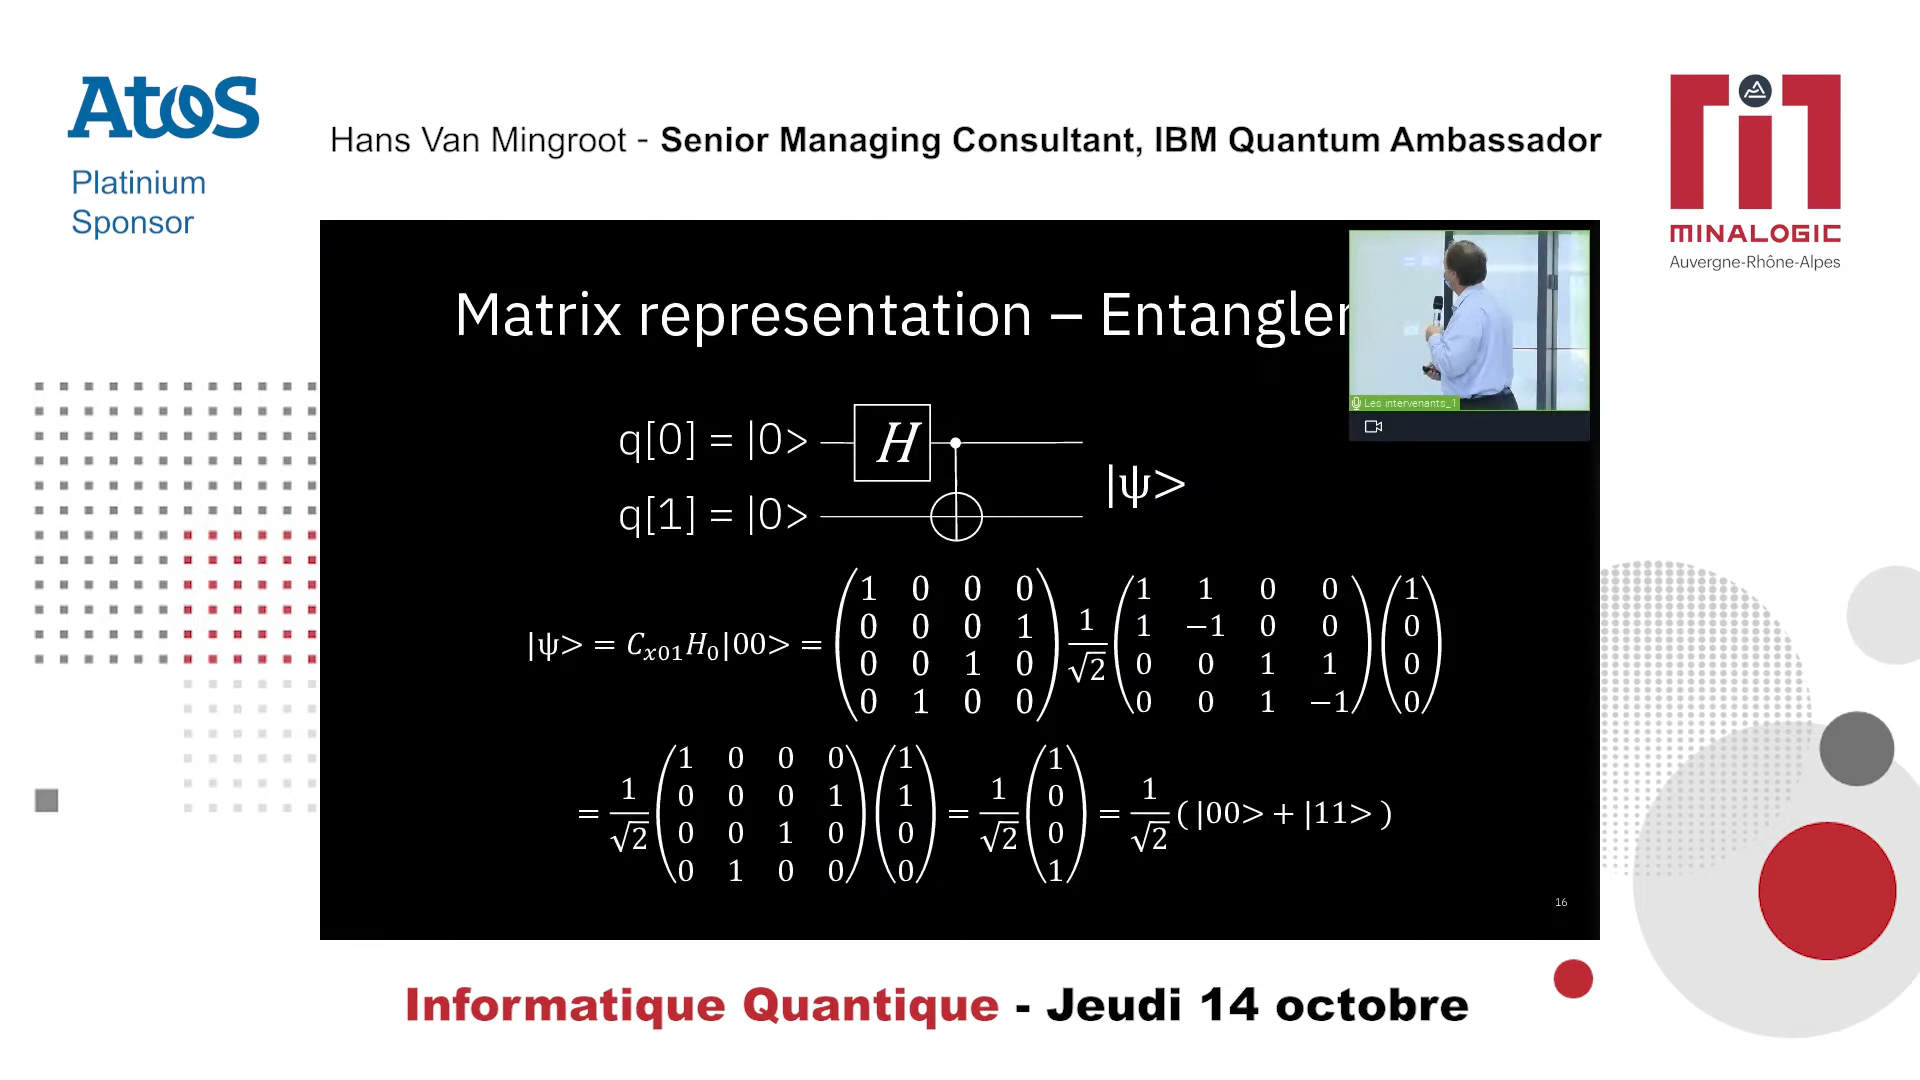 Atos
Platinium
Sponsor
Hans Van Mingroot - Senior Managing Consultant, IBM Quantum Ambassador
MINALOGIC
Auvergne-Rhône-Alpes
Matrix representation – Entangler
Les intervenants_1
q[0] = |0> H
q[1] = |0>
|ψ>
|ψ> = C_{x01}H_0|00> = (1 0 0 0; 0 0 0 1; 0 0 1 0; 0 1 0 0) 1/√2 (1 1 0 0; 1 −1 0 0; 0 0 1 1; 0 0 1 −1) (1; 0; 0; 0)
= 1/√2 (1 0 0 0; 0 0 0 1; 0 0 1 0; 0 1 0 0) (1; 1; 0; 0) = 1/√2 (1; 0; 0; 1) = 1/√2 ( |00> + |11> )
16
Informatique Quantique - Jeudi 14 octobre